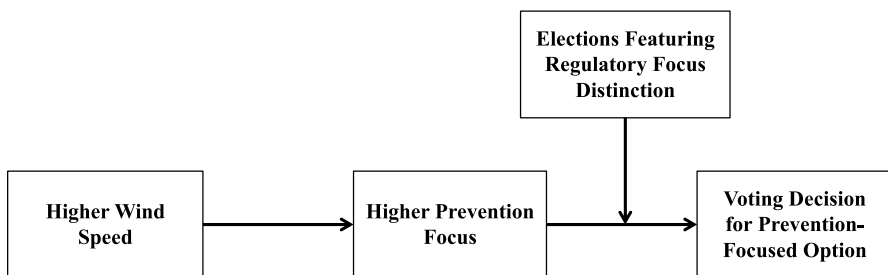 Elections Featuring
Regulatory Focus
Distinction
Higher Wind
Speed
Higher Prevention
Focus
Voting Decision
for Prevention-
Focused Option